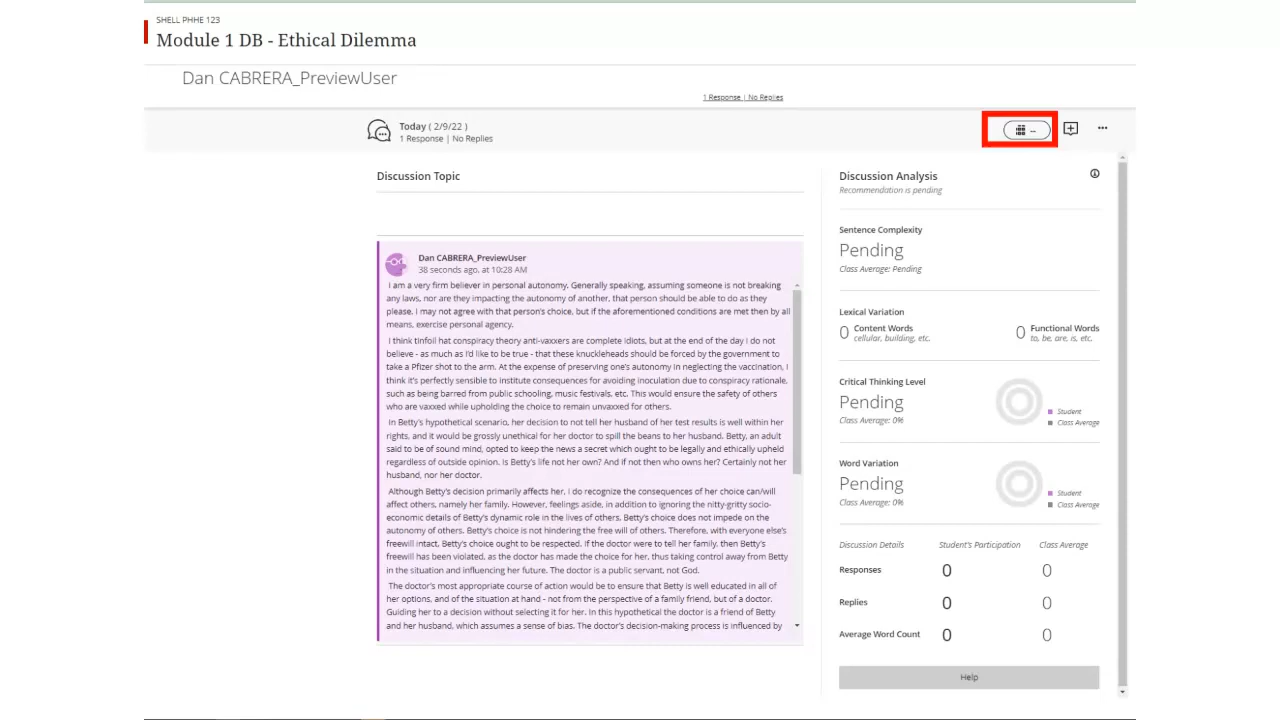 SHELL PHHE 123
Module 1 DB - Ethical Dilemma
Dan CABRERA_PreviewUser
1 Response | No Replies
Today ( 2/9/22 )
1 Response | No Replies
--
Discussion Topic
Dan CABRERA_PreviewUser
38 seconds ago, at 10:28 AM
I am a very firm believer in personal autonomy. Generally speaking, assuming someone is not breaking
any laws, nor are they impacting the autonomy of another, that person should be able to do as they
please. I may not agree with that person's choice, but if the aforementioned conditions are met then by all
means, exercise personal agency.
I think tinfoil hat conspiracy theory anti-vaxxers are complete idiots, but at the end of the day I do not
believe - as much as I'd like to be true - that these knuckleheads should be forced by the government to
take a Pfizer shot to the arm. At the expense of preserving one's autonomy in neglecting the vaccination, I
think it's perfectly sensible to institute consequences for avoiding inoculation due to conspiracy rationale,
such as being barred from public schooling, music festivals, etc. This would ensure the safety of others
who are vaxxed while upholding the choice to remain unvaxxed for others.
In Betty's hypothetical scenario, her decision to not tell her husband of her test results is well within her
rights, and it would be grossly unethical for her doctor to spill the beans to her husband. Betty, an adult
said to be of sound mind, opted to keep the news a secret which ought to be legally and ethically upheld
regardless of outside opinion. Is Betty's life not her own? And if not then who owns her? Certainly not her
husband, nor her doctor.
Although Betty's decision primarily affects her, I do recognize the consequences of her choice can/will
affect others, namely her family. However, feelings aside, in addition to ignoring the nitty-gritty socio-
economic details of Betty's dynamic role in the lives of others, Betty's choice does not impede on the
autonomy of others. Betty's choice is not hindering the free will of others. Therefore, with everyone else's
freewill intact, Betty's choice ought to be respected. If the doctor were to tell her family, then Betty's
freewill has been violated, as the doctor has made the choice for her, thus taking control away from Betty
in the situation and influencing her future. The doctor is a public servant, not God.
The doctor's most appropriate course of action would be to ensure that Betty is well educated in all of
her options, and of the situation at hand - not from the perspective of a family friend, but of a doctor.
Guiding her to a decision without selecting it for her. In this hypothetical the doctor is a friend of Betty
and her husband, which assumes a sense of bias. The doctor's decision-making process is influenced by
Discussion Analysis
Recommendation is pending
Sentence Complexity
Pending
Class Average: Pending
Lexical Variation
0 Content Words
cellular, building, etc.
0 Functional Words
to, be, are, is, etc.
Critical Thinking Level
Pending
Class Average: 0%
Student
Class Average
Word Variation
Pending
Class Average: 0%
Student
Class Average
Discussion Details Student's Participation Class Average
Responses 0 0
Replies 0 0
Average Word Count 0 0
Help